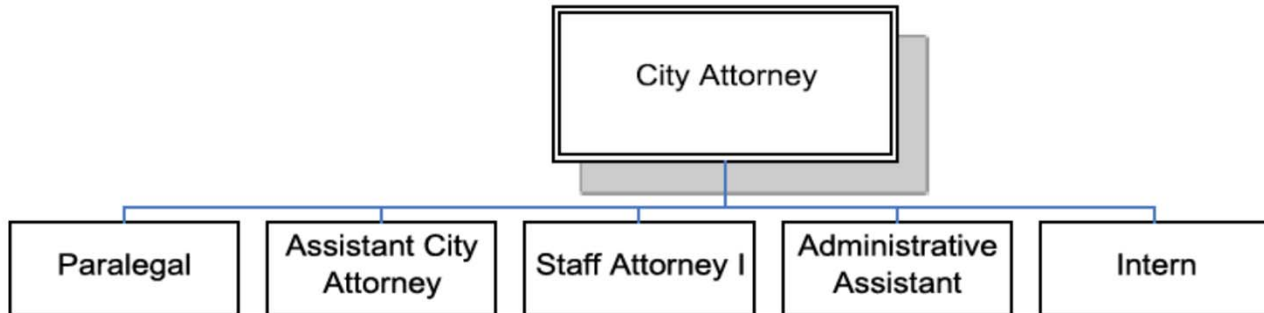 City Attorney
Paralegal
Assistant City
Attorney
Staff Attorney I
Administrative
Assistant
Intern